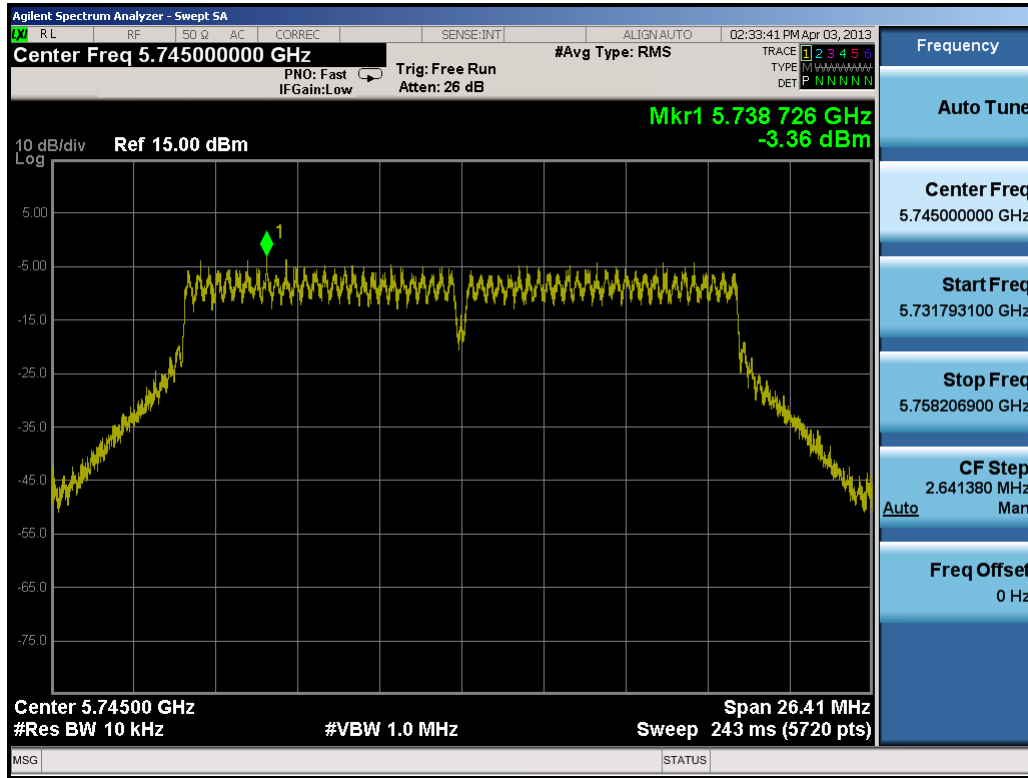 Agilent Spectrum Analyzer - Swept SA
LXI RL RF 50 Ω AC CORREC SENSE:INT ALIGN AUTO 02:33:41 PM Apr 03, 2013
Center Freq 5.745000000 GHz #Avg Type: RMS TRACE 1 2 3 4 5 6
PNO: Fast Trig: Free Run TYPE MWWWWW
IFGain:Low Atten: 26 dB DET P N N N N N
Mkr1 5.738 726 GHz
-3.36 dBm
10 dB/div Ref 15.00 dBm
Log
1
5.00
-5.00
-15.0
-25.0
-35.0
-45.0
-55.0
-65.0
-75.0
Center 5.74500 GHz Span 26.41 MHz
#Res BW 10 kHz #VBW 1.0 MHz Sweep 243 ms (5720 pts)
MSG STATUS
Frequency
Auto Tune
Center Freq
5.745000000 GHz
Start Freq
5.731793100 GHz
Stop Freq
5.758206900 GHz
CF Step
2.641380 MHz
Auto Man
Freq Offset
0 Hz